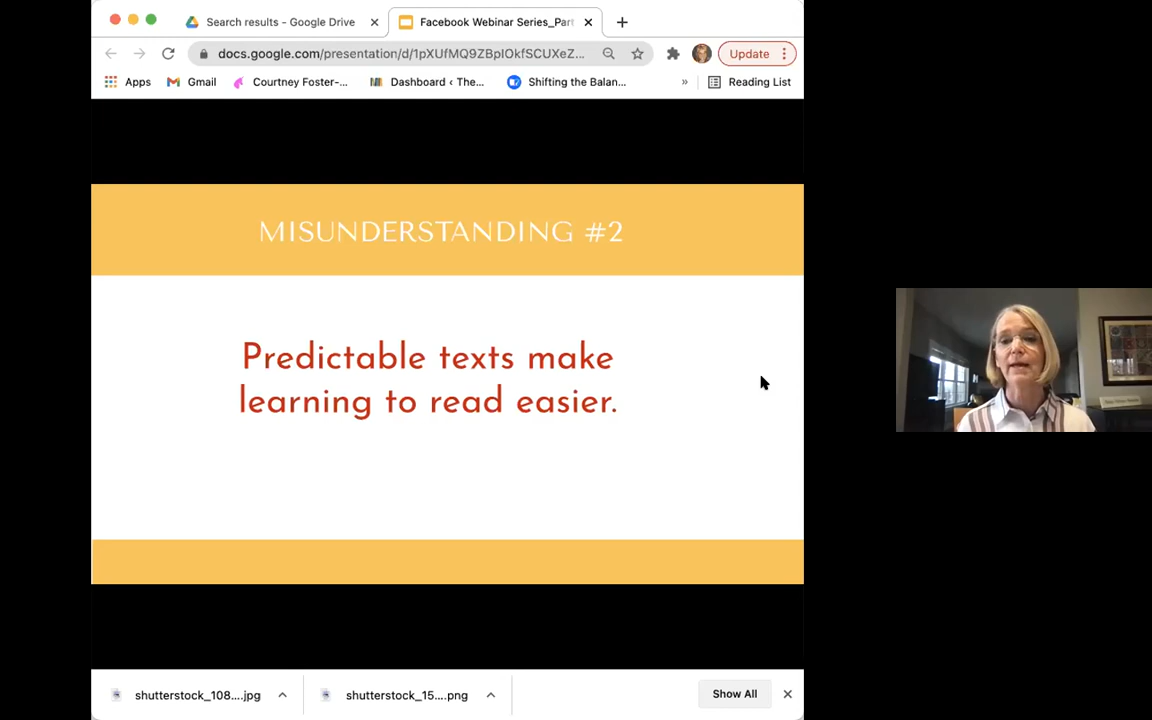 Search results - Google Drive
Facebook Webinar Series_Part
docs.google.com/presentation/d/1pXUfMQ9ZBpIOkfSCUXeZ...
Update
Apps
Gmail
Courtney Foster-...
Dashboard ‹ The...
Shifting the Balan...
»
Reading List
MISUNDERSTANDING #2
Predictable texts make
learning to read easier.
shutterstock_108....jpg
shutterstock_15....png
Show All